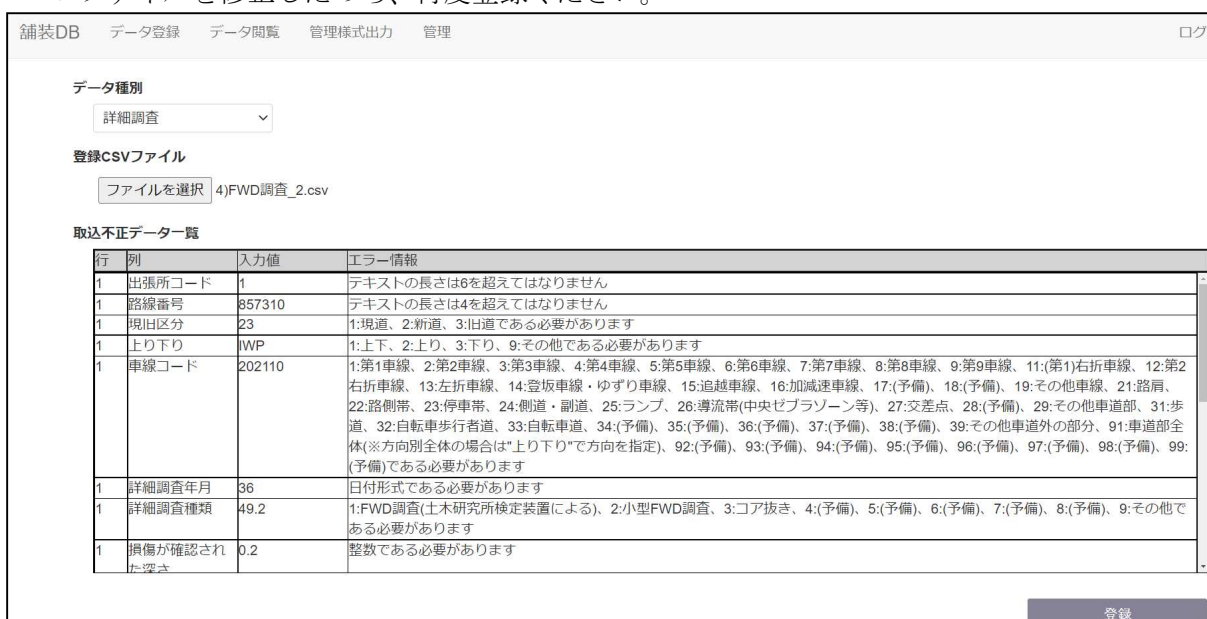 舗装DB データ登録 データ閲覧 管理様式出力 管理 ログ
データ種別
詳細調査
登録CSVファイル
ファイルを選択 4)FWD調査_2.csv
取込不正データ一覧
行 列 入力値 エラー情報
1 出張所コード 1 テキストの長さは6を超えてはなりません
1 路線番号 857310 テキストの長さは4を超えてはなりません
1 現旧区分 23 1:現道、2:新道、3:旧道である必要があります
1 上り下り IWP 1:上下、2:上り、3:下り、9:その他である必要があります
1 車線コード 202110 1:第1車線、2:第2車線、3:第3車線、4:第4車線、5:第5車線、6:第6車線、7:第7車線、8:第8車線、9:第9車線、11:(第1)右折車線、12:第2
右折車線、13:左折車線、14:登坂車線・ゆずり車線、15:追越車線、16:加減速車線、17:(予備)、18:(予備)、19:その他車線、21:路肩、
22:路側帯、23:停車帯、24:側道・副道、25:ランプ、26:導流帯(中央ゼブラゾーン等)、27:交差点、28:(予備)、29:その他車道部、31:歩
道、32:自転車歩行者道、33:自転車道、34:(予備)、35:(予備)、36:(予備)、37:(予備)、38:(予備)、39:その他車道外の部分、91:車道部全
体(※方向別全体の場合は"上り下り"で方向を指定)、92:(予備)、93:(予備)、94:(予備)、95:(予備)、96:(予備)、97:(予備)、98:(予備)、99:
(予備)である必要があります
1 詳細調査年月 36 日付形式である必要があります
1 詳細調査種類 49.2 1:FWD調査(土木研究所検定装置による)、2:小型FWD調査、3:コア抜き、4:(予備)、5:(予備)、6:(予備)、7:(予備)、8:(予備)、9:その他で
ある必要があります
1 損傷が確認され 0.2 整数である必要があります
た深さ
登録